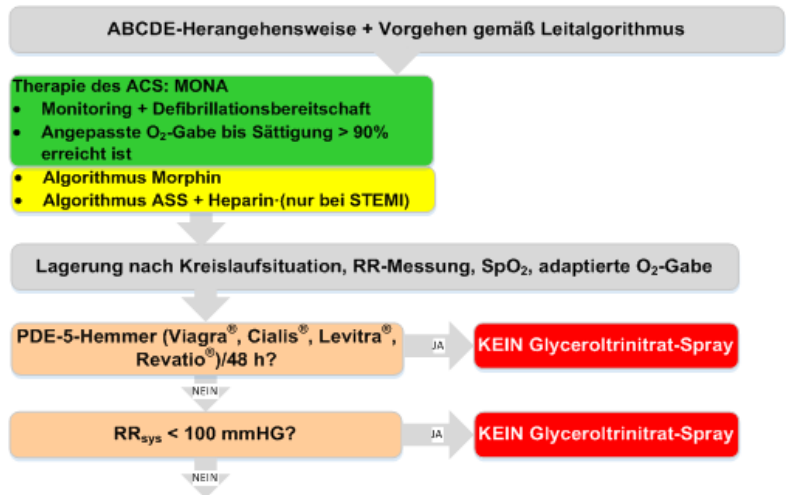 ABCDE-Herangehensweise + Vorgehen gemäß Leitalgorithmus
Therapie des ACS: MONA
• Monitoring + Defibrillationsbereitschaft
• Angepasste O₂-Gabe bis Sättigung > 90%
erreicht ist
• Algorithmus Morphin
• Algorithmus ASS + Heparin·(nur bei STEMI)
Lagerung nach Kreislaufsituation, RR-Messung, SpO₂, adaptierte O₂-Gabe
PDE-5-Hemmer (Viagra®, Cialis®, Levitra®,
Revatio®)/48 h?
JA
KEIN Glyceroltrinitrat-Spray
NEIN
RRsys < 100 mmHG?
JA
KEIN Glyceroltrinitrat-Spray
NEIN